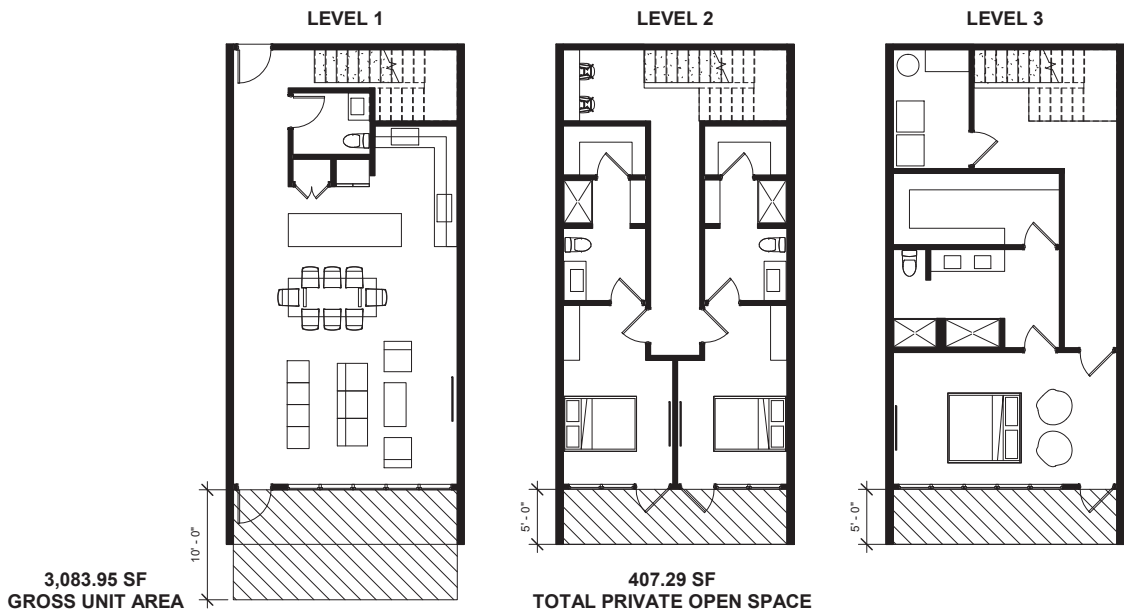 LEVEL 1
LEVEL 2
LEVEL 3
10' - 0"
5' - 0"
5' - 0"
3,083.95 SF
GROSS UNIT AREA
407.29 SF
TOTAL PRIVATE OPEN SPACE